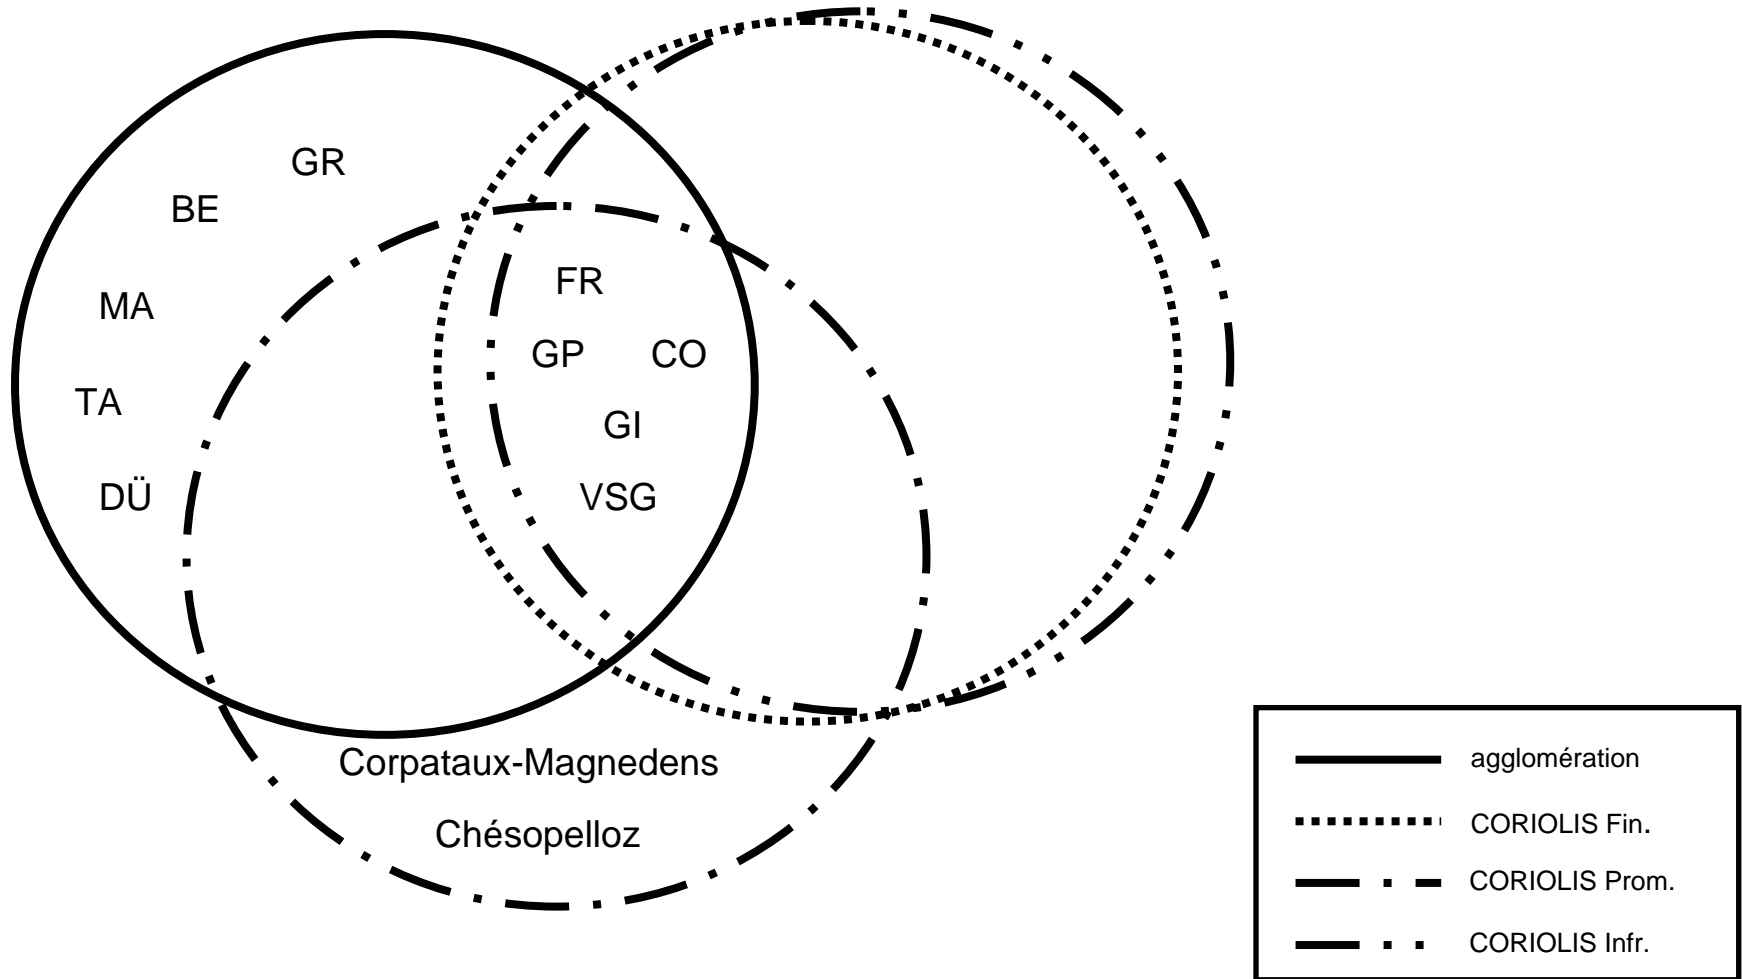 GR
BE
MA
TA
DÜ
FR
GP CO
GI
VSG
Corpataux-Magnedens
Chésopelloz
agglomération
CORIOLIS Fin.
CORIOLIS Prom.
CORIOLIS Infr.